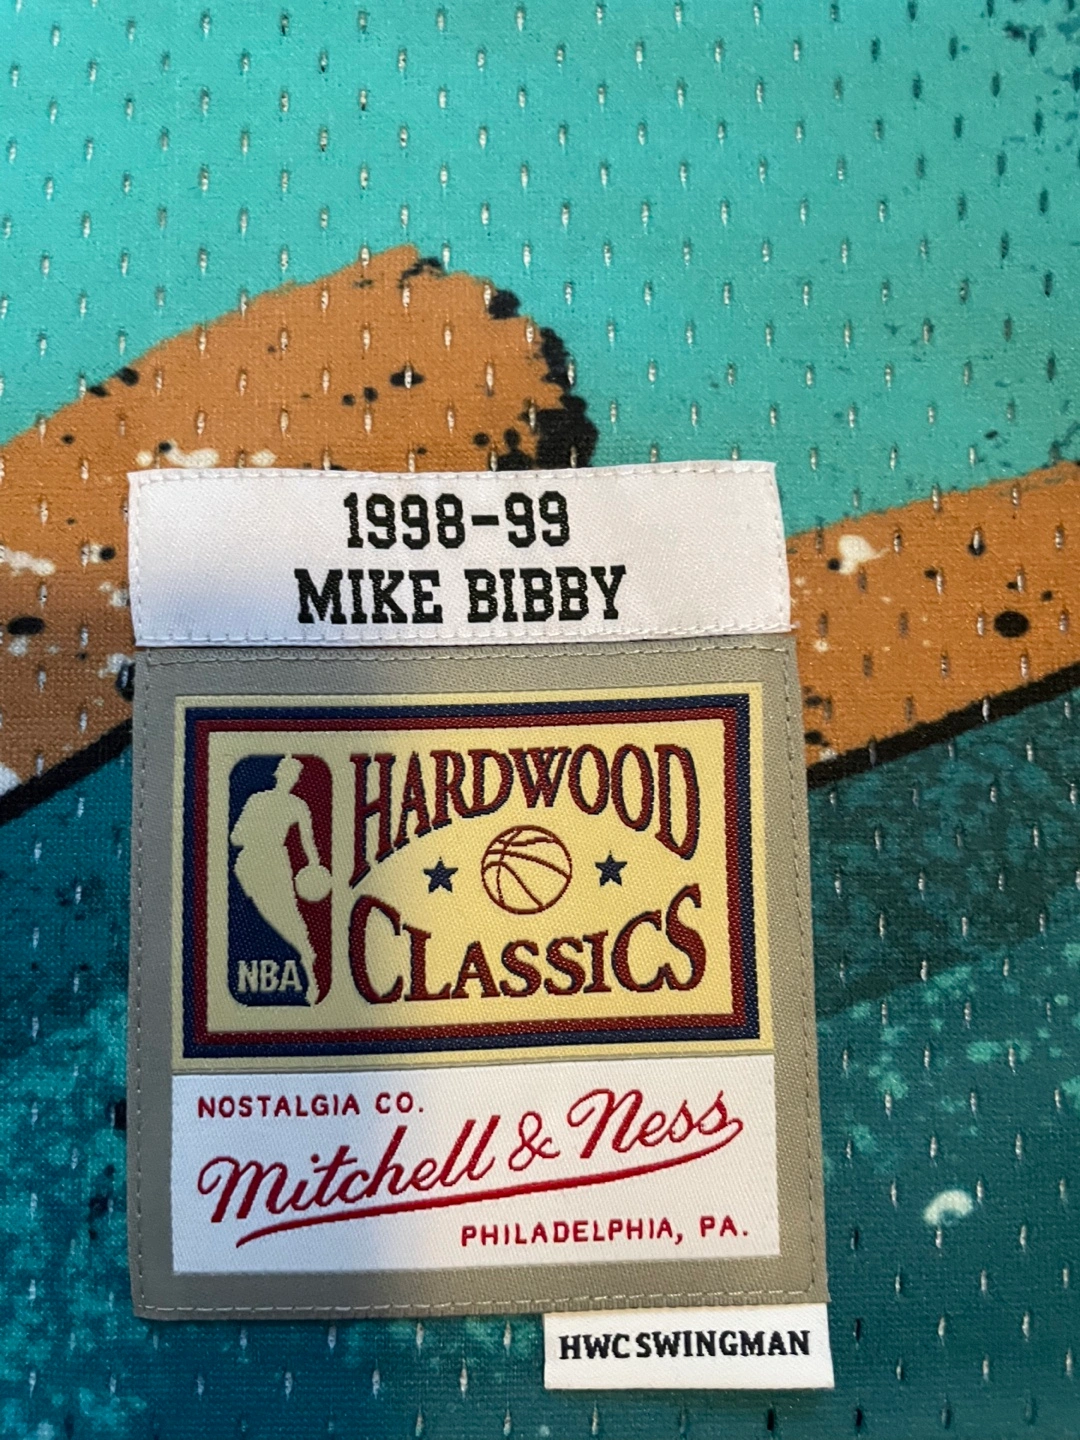 1998-99
MIKE BIBBY
HARDWOOD
CLASSICS
NBA
NOSTALGIA CO.
Mitchell & Ness
PHILADELPHIA, PA.
HWC SWINGMAN